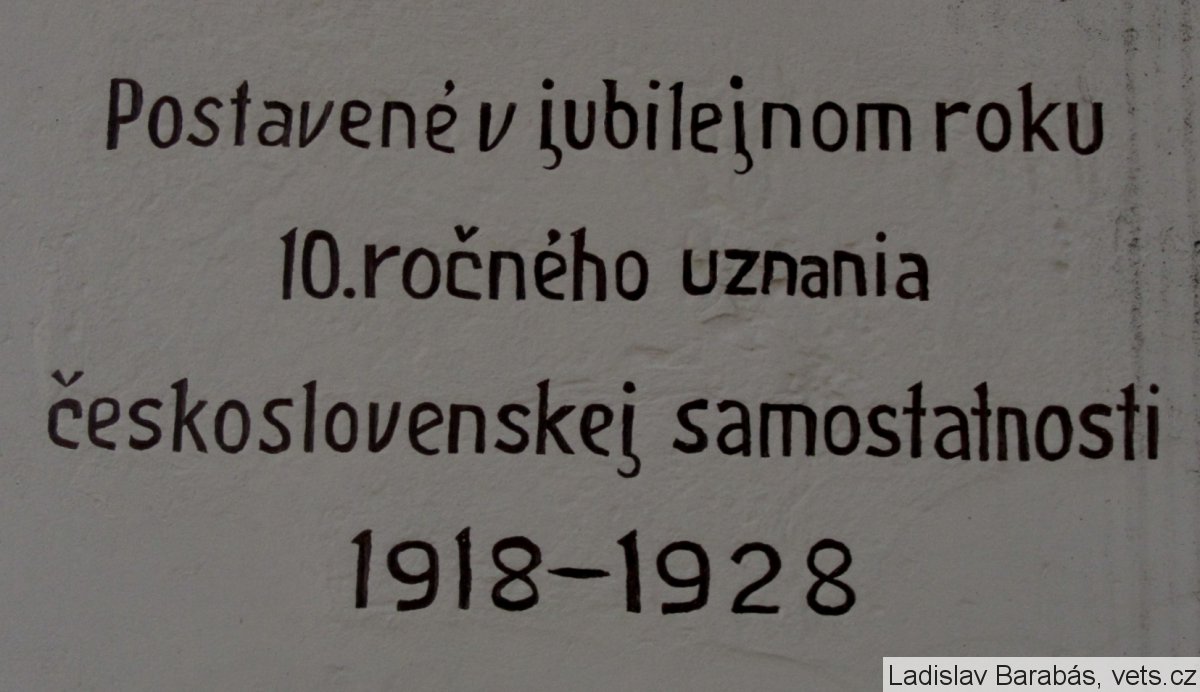 Postavené v jubilejnom roku
10.ročného uznania
československej samostatnosti
1918-1928
Ladislav Barabás, vets.cz